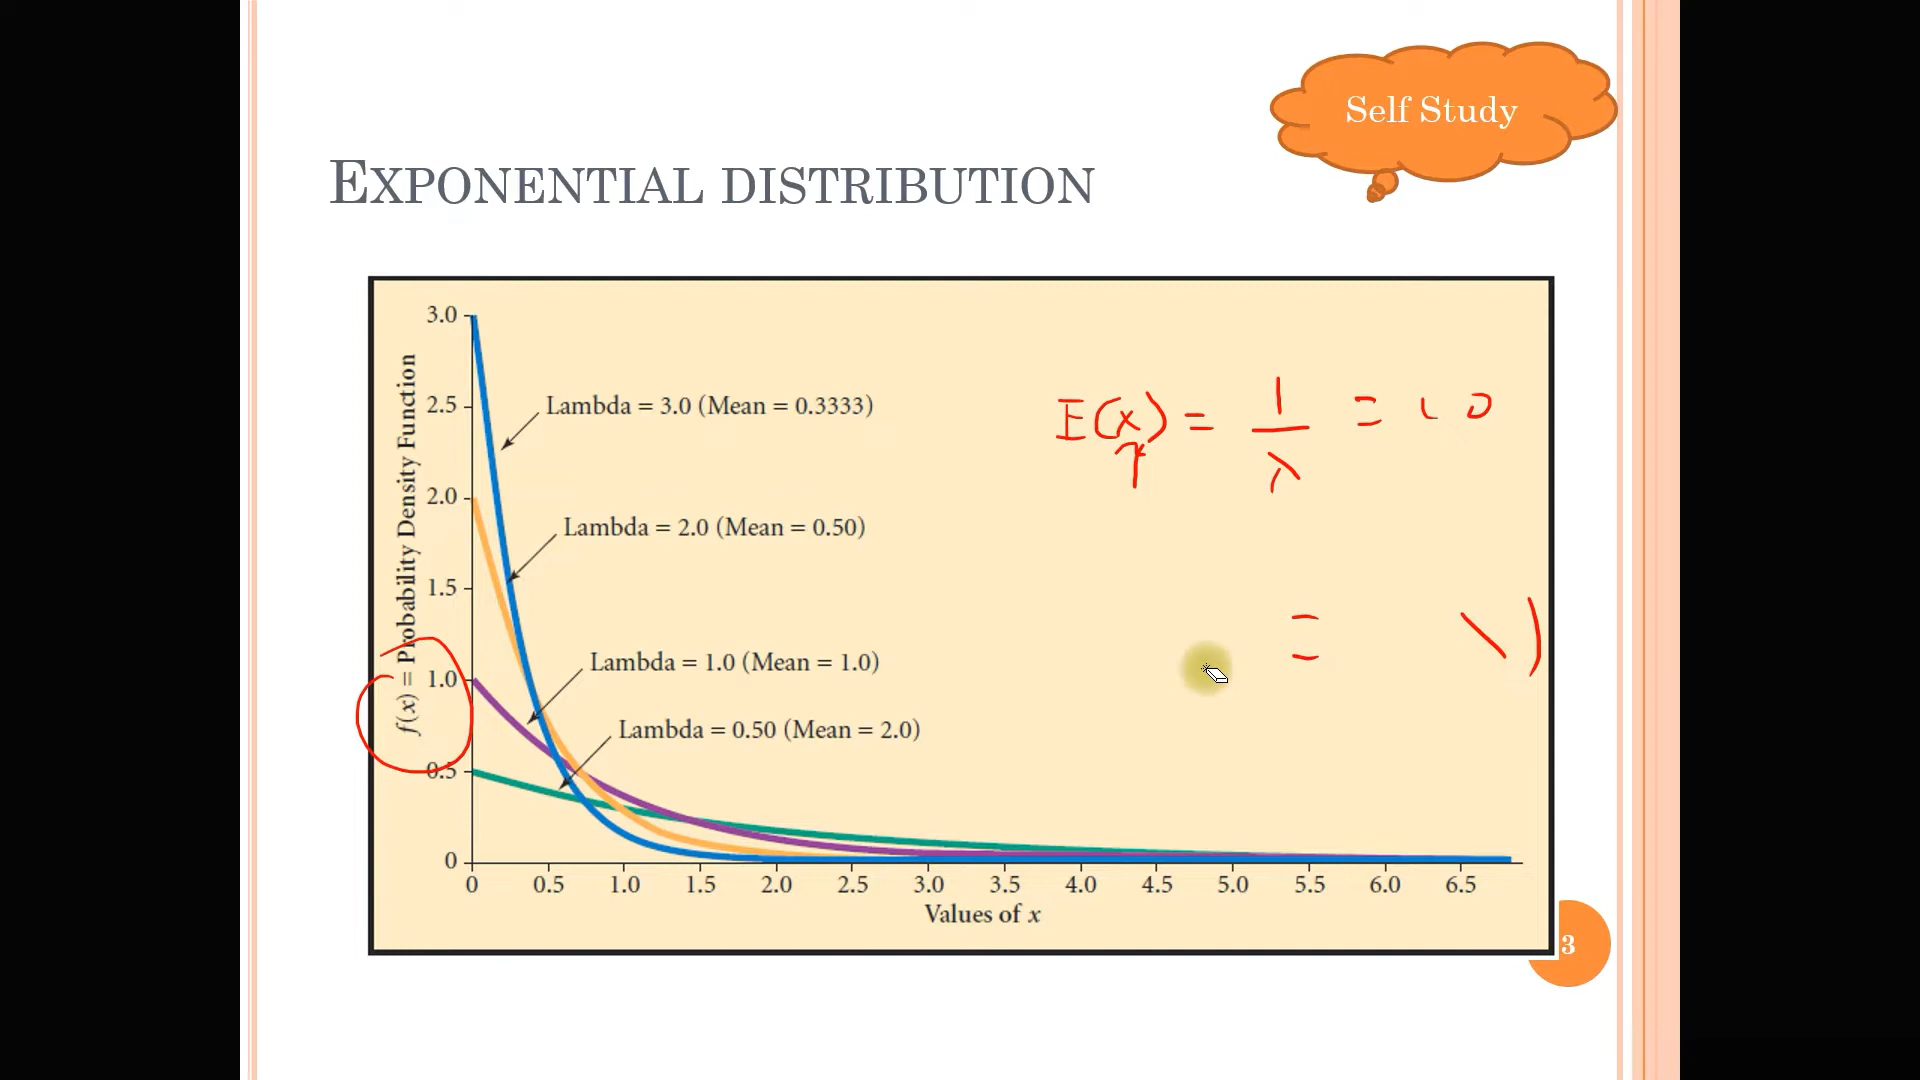 Self Study
EXPONENTIAL DISTRIBUTION
f(x) = Probability Density Function
3.0
2.5
2.0
1.5
1.0
0.5
0
Lambda = 3.0 (Mean = 0.3333)
Lambda = 2.0 (Mean = 0.50)
Lambda = 1.0 (Mean = 1.0)
Lambda = 0.50 (Mean = 2.0)
E(x) = 1/λ = 10
=
0 0.5 1.0 1.5 2.0 2.5 3.0 3.5 4.0 4.5 5.0 5.5 6.0 6.5
Values of x
3